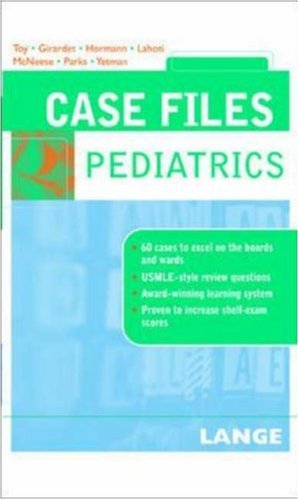 Toy • Girardet • Hormann • Lahoti
McNeese • Parks • Yetman
CASE FILES
PEDIATRICS
• 60 cases to excel on the boards
and wards
• USMLE-style review questions
• Award-winning learning system
• Proven to increase shelf-exam
scores
LANGE